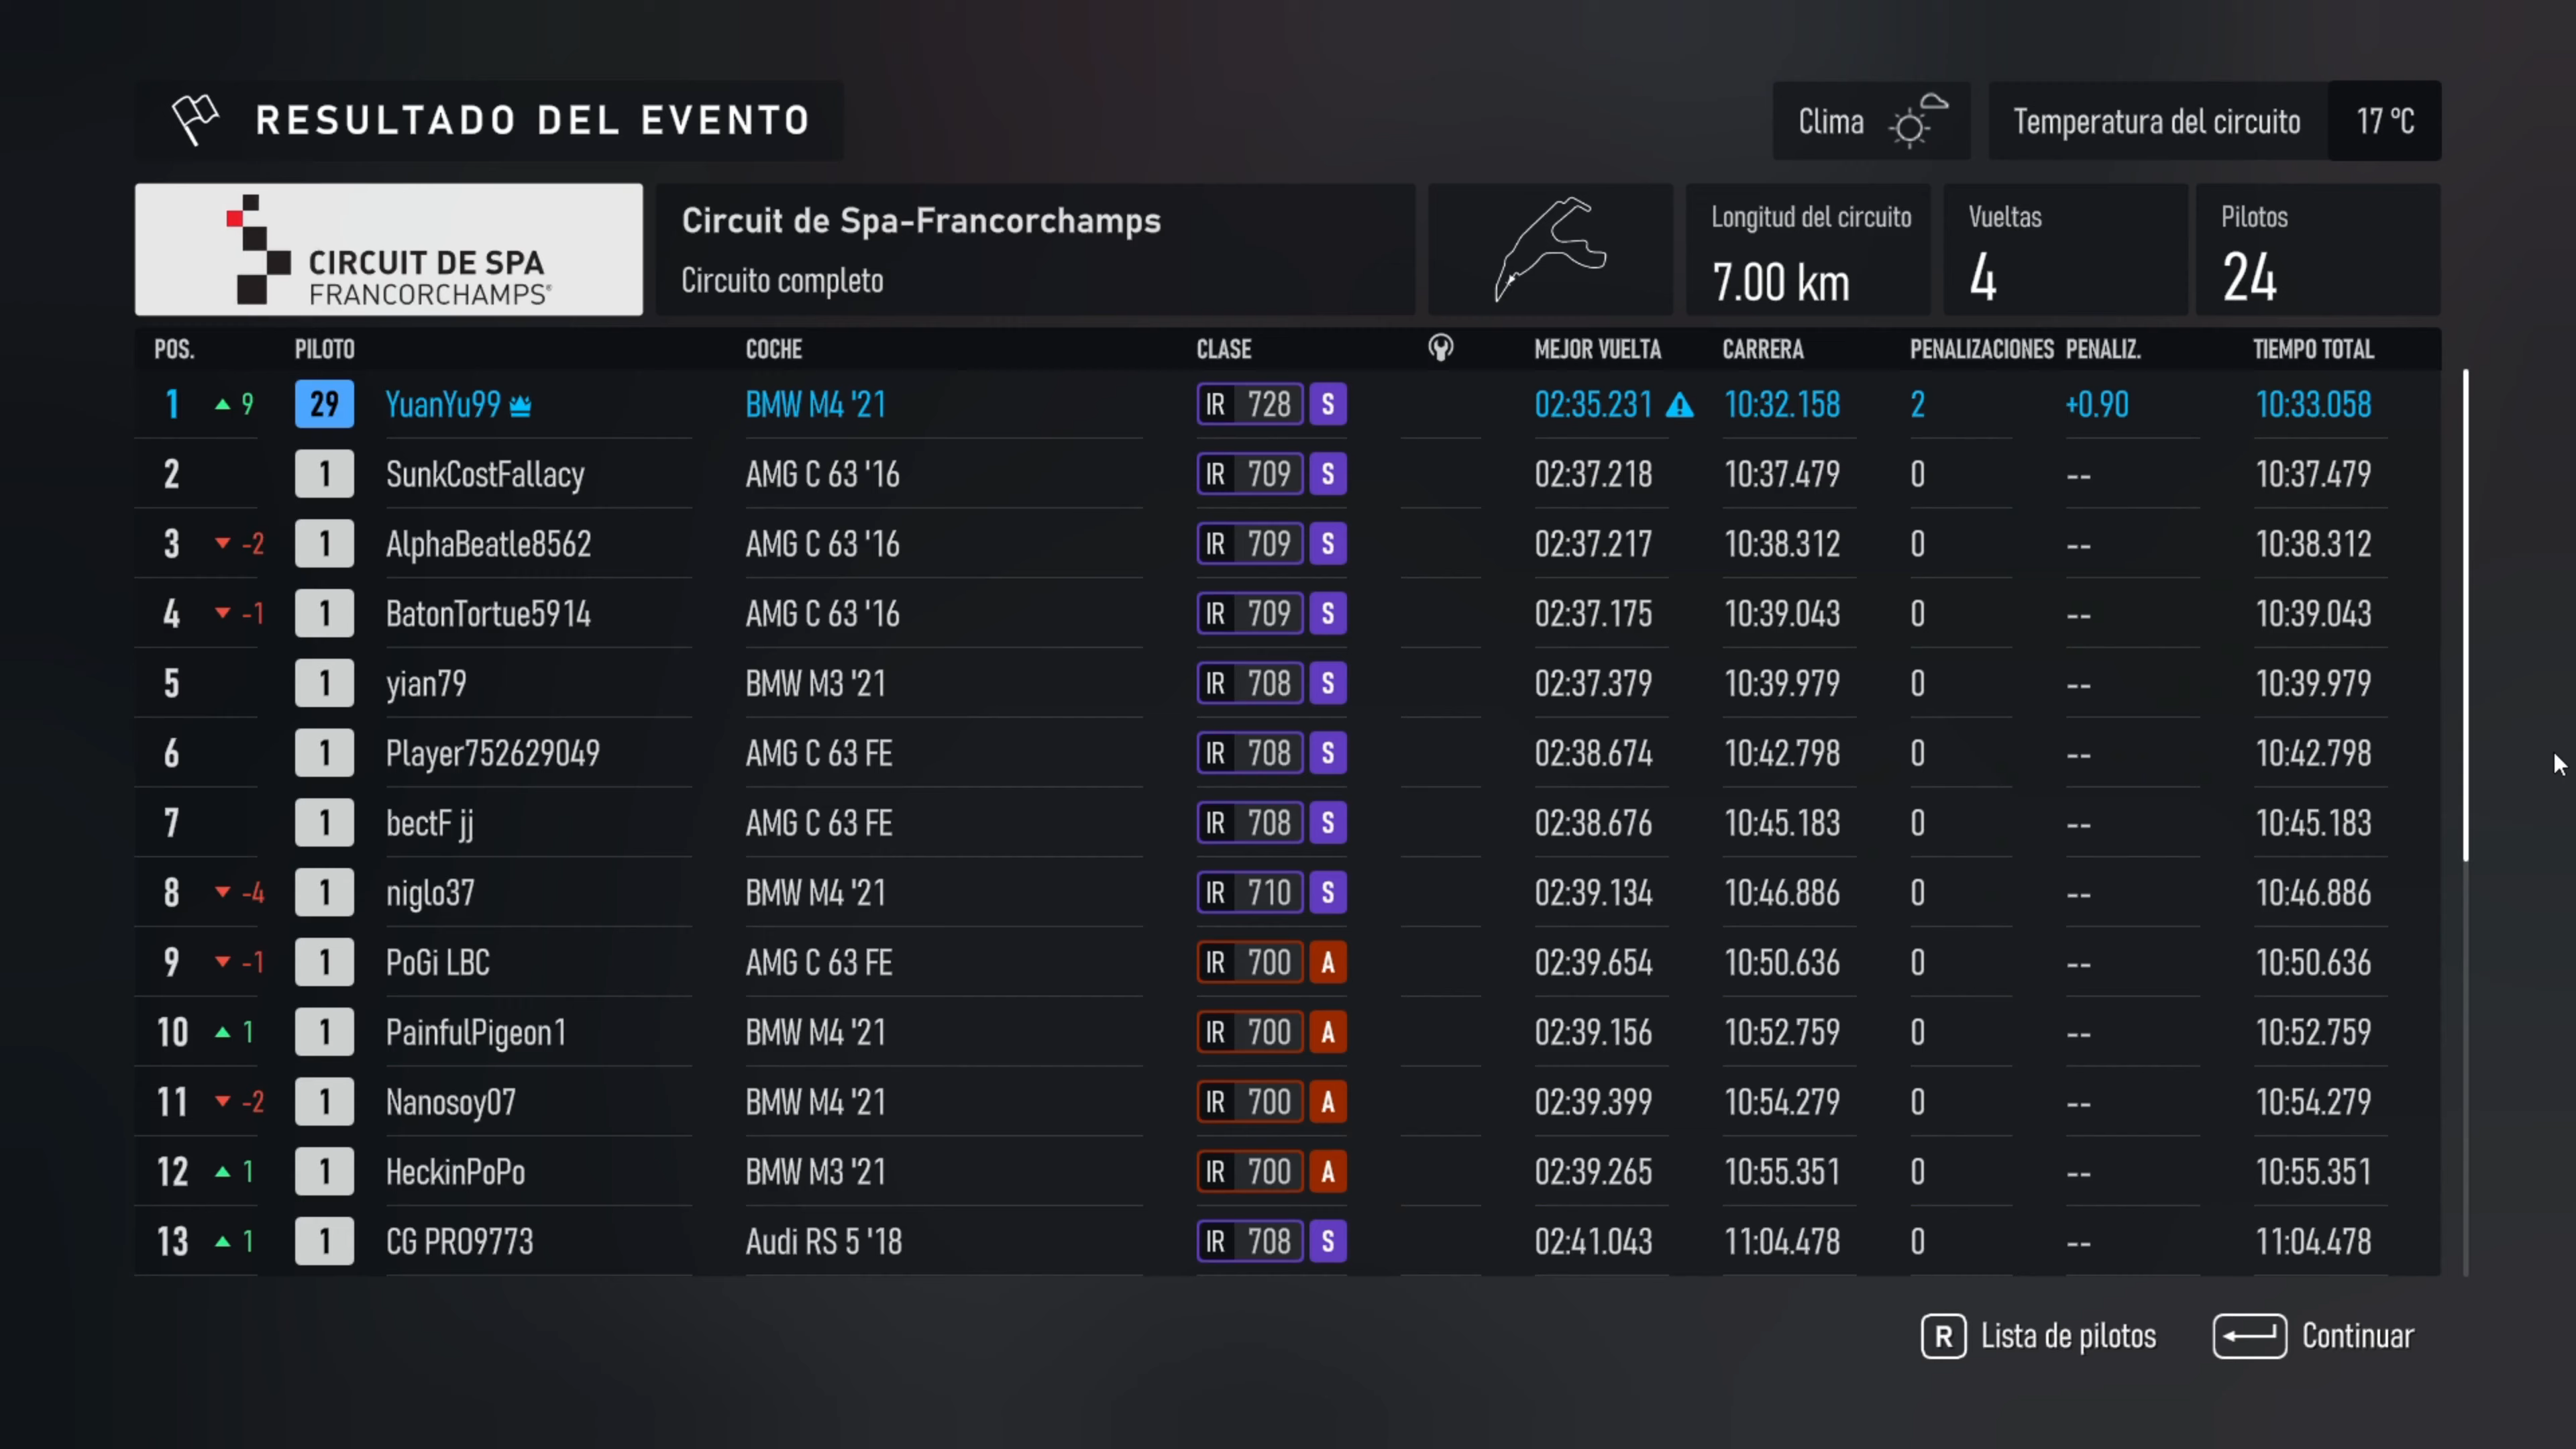 RESULTADO DEL EVENTO
Clima
Temperatura del circuito 17 °C
CIRCUIT DE SPA
FRANCORCHAMPS®
Circuit de Spa-Francorchamps
Circuito completo
Longitud del circuito
7.00 km
Vueltas
4
Pilotos
24
POS. PILOTO COCHE CLASE MEJOR VUELTA CARRERA PENALIZACIONES PENALIZ. TIEMPO TOTAL
1 ▲ 9 29 YuanYu99 BMW M4 '21 IR 728 S 02:35.231 10:32.158 2 +0.90 10:33.058
2 1 SunkCostFallacy AMG C 63 '16 IR 709 S 02:37.218 10:37.479 0 -- 10:37.479
3 ▼ -2 1 AlphaBeatle8562 AMG C 63 '16 IR 709 S 02:37.217 10:38.312 0 -- 10:38.312
4 ▼ -1 1 BatonTortue5914 AMG C 63 '16 IR 709 S 02:37.175 10:39.043 0 -- 10:39.043
5 1 yian79 BMW M3 '21 IR 708 S 02:37.379 10:39.979 0 -- 10:39.979
6 1 Player752629049 AMG C 63 FE IR 708 S 02:38.674 10:42.798 0 -- 10:42.798
7 1 bectF jj AMG C 63 FE IR 708 S 02:38.676 10:45.183 0 -- 10:45.183
8 ▼ -4 1 niglo37 BMW M4 '21 IR 710 S 02:39.134 10:46.886 0 -- 10:46.886
9 ▼ -1 1 PoGi LBC AMG C 63 FE IR 700 A 02:39.654 10:50.636 0 -- 10:50.636
10 ▲ 1 1 PainfulPigeon1 BMW M4 '21 IR 700 A 02:39.156 10:52.759 0 -- 10:52.759
11 ▼ -2 1 Nanosoy07 BMW M4 '21 IR 700 A 02:39.399 10:54.279 0 -- 10:54.279
12 ▲ 1 1 HeckinPoPo BMW M3 '21 IR 700 A 02:39.265 10:55.351 0 -- 10:55.351
13 ▲ 1 1 CG PRO9773 Audi RS 5 '18 IR 708 S 02:41.043 11:04.478 0 -- 11:04.478
R Lista de pilotos Continuar